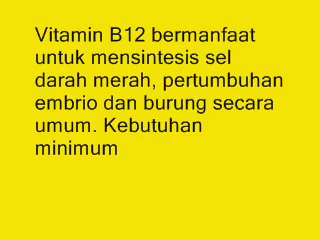 Vitamin B12 bermanfaat
untuk mensintesis sel
darah merah, pertumbuhan
embrio dan burung secara
umum. Kebutuhan
minimum